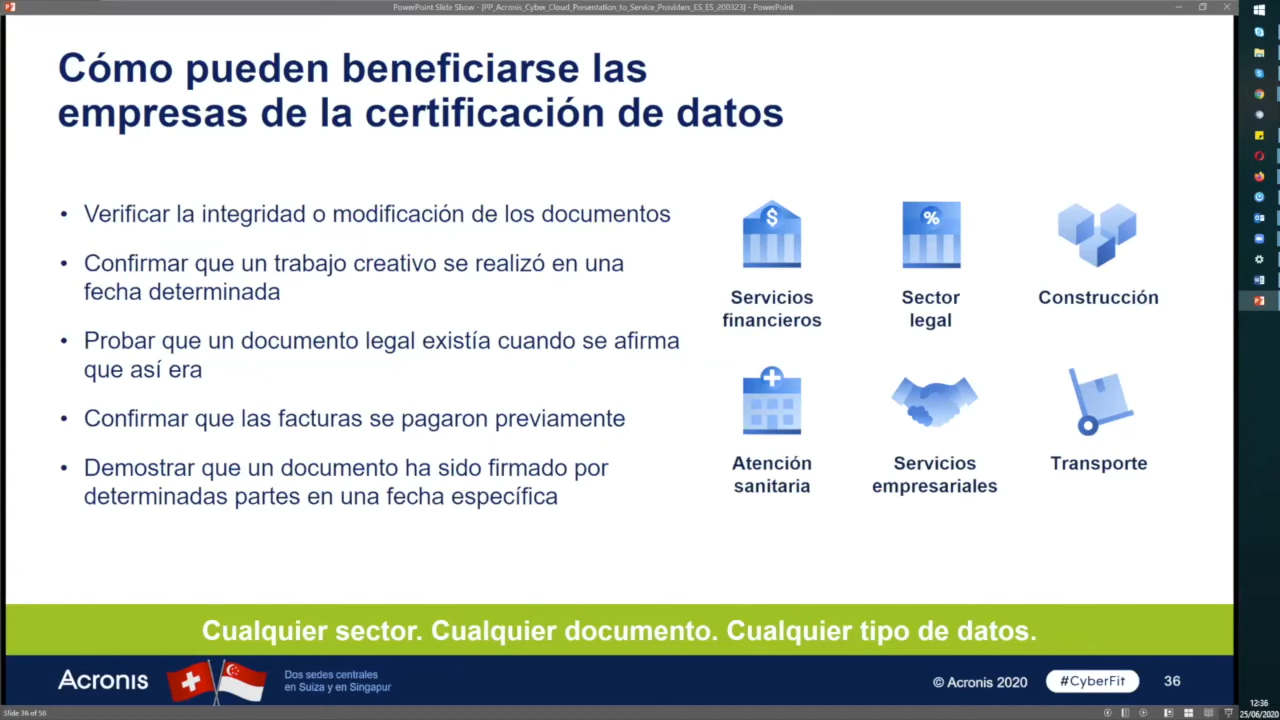 PowerPoint Slide Show - [PP_Acronis_Cyber_Cloud_Presentation_to_Service_Providers_ES_ES_200323] - PowerPoint
Cómo pueden beneficiarse las
empresas de la certificación de datos
• Verificar la integridad o modificación de los documentos
• Confirmar que un trabajo creativo se realizó en una
fecha determinada
• Probar que un documento legal existía cuando se afirma
que así era
• Confirmar que las facturas se pagaron previamente
• Demostrar que un documento ha sido firmado por
determinadas partes en una fecha específica
$
Servicios
financieros
%
Sector
legal
Construcción
Atención
sanitaria
Servicios
empresariales
Transporte
Cualquier sector. Cualquier documento. Cualquier tipo de datos.
Acronis
Dos sedes centrales
en Suiza y en Singapur
© Acronis 2020
#CyberFit
36
Slide 36 of 56
12:36
25/06/2020